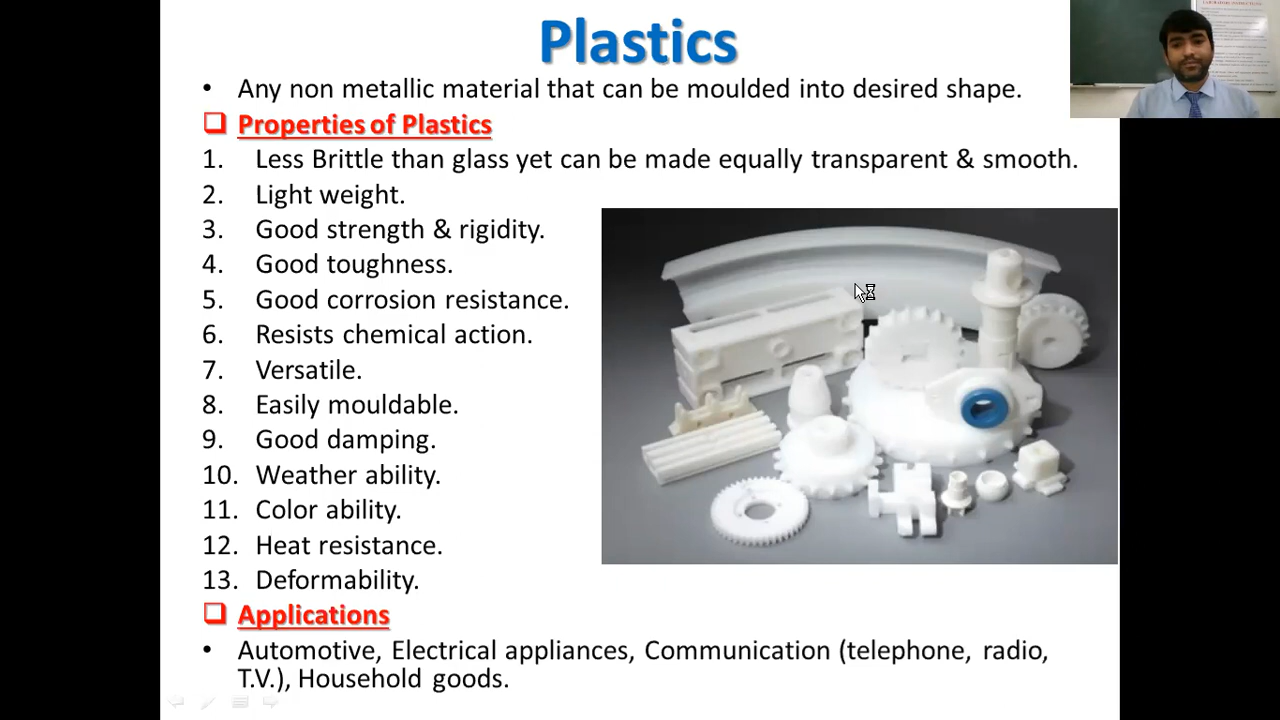 Plastics
• Any non metallic material that can be moulded into desired shape.
❑ Properties of Plastics
1. Less Brittle than glass yet can be made equally transparent & smooth.
2. Light weight.
3. Good strength & rigidity.
4. Good toughness.
5. Good corrosion resistance.
6. Resists chemical action.
7. Versatile.
8. Easily mouldable.
9. Good damping.
10. Weather ability.
11. Color ability.
12. Heat resistance.
13. Deformability.
❑ Applications
• Automotive, Electrical appliances, Communication (telephone, radio,
T.V.), Household goods.